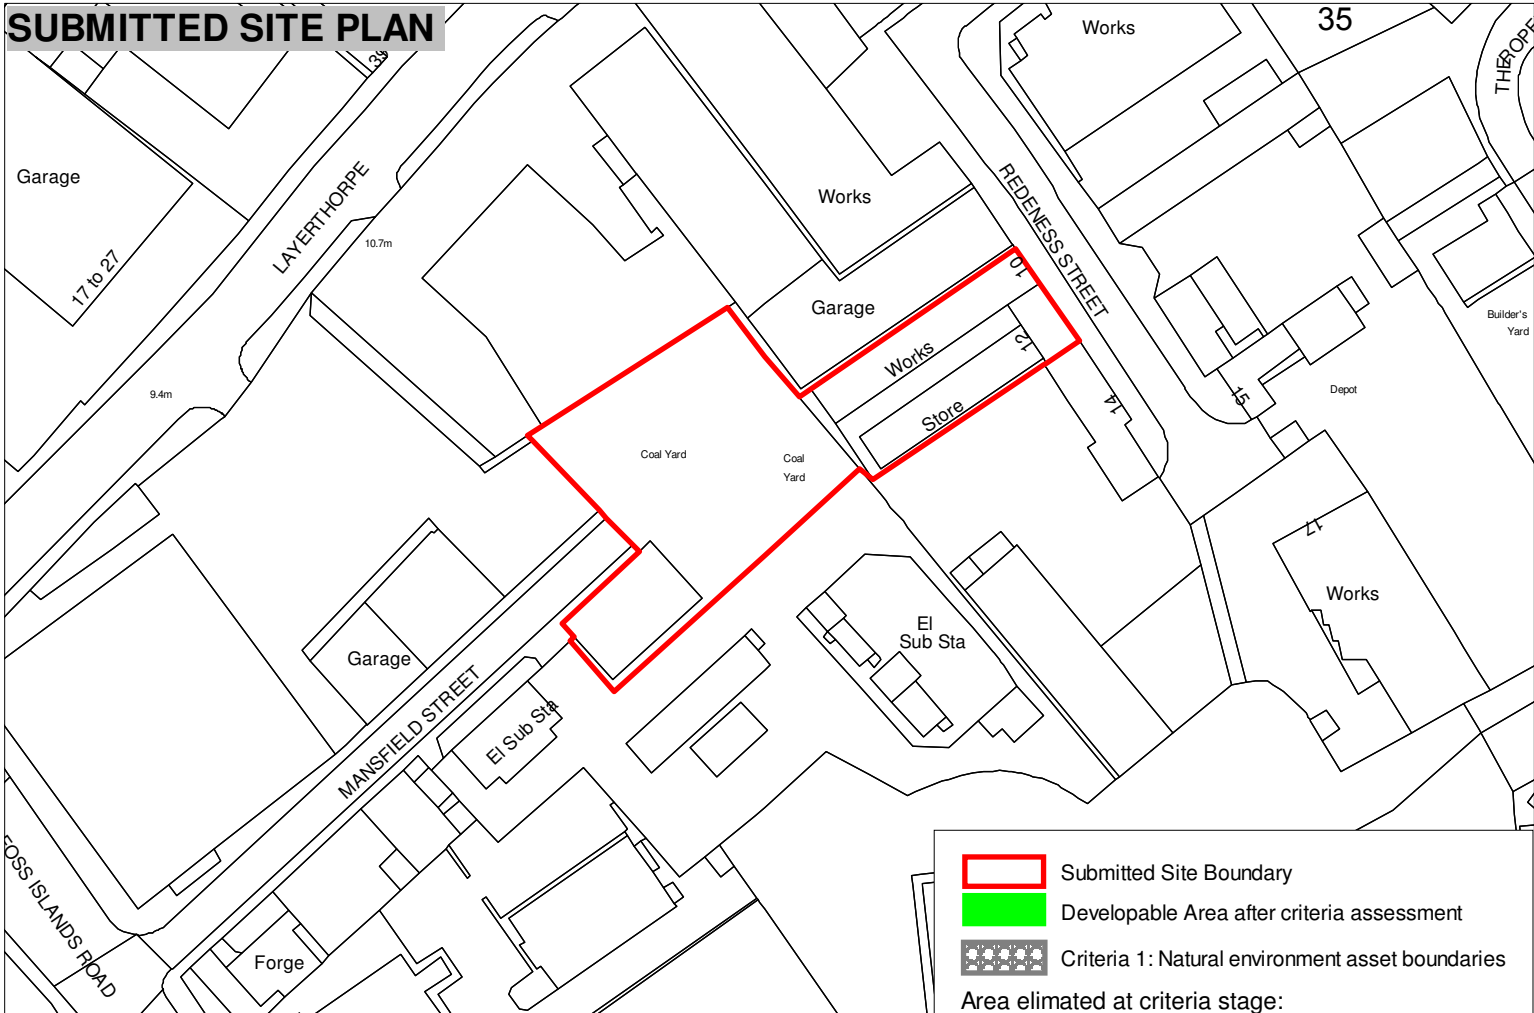 SUBMITTED SITE PLAN
39
Works
35
THE ROPE
Garage
LAYERTHORPE
10.7m
17 to 27
Works
REDENESS STREET
10
Garage
Builder's
Yard
Works
12
9.4m
Store
14
15
Depot
Coal Yard
Coal
Yard
17
Works
El
Sub Sta
Garage
MANSFIELD STREET
El Sub Sta
FOSS ISLANDS ROAD
Forge
Submitted Site Boundary
Developable Area after criteria assessment
Criteria 1: Natural environment asset boundaries
Area elimated at criteria stage: